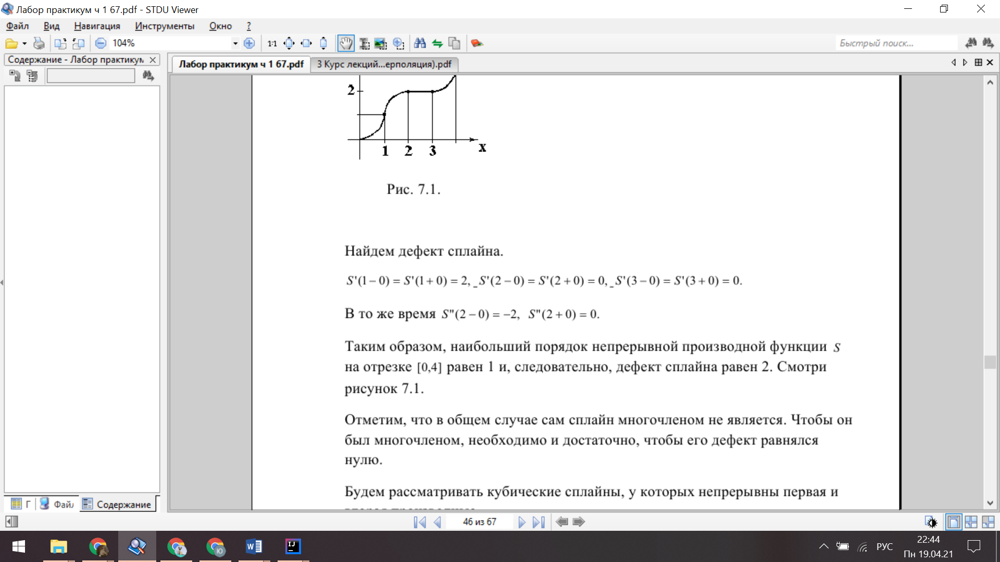 Лабор практикум ч 1 67.pdf - STDU Viewer
Файл Вид Навигация Инструменты Окно ?
104% 1:1 Быстрый поиск...
Содержание - Лабор практикум
Лабор практикум ч 1 67.pdf 3 Курс лекций...ерполяция).pdf
2
1 2 3 x
Рис. 7.1.
Найдем дефект сплайна.
S'(1−0) = S'(1+0) = 2,_S'(2−0) = S'(2+0) = 0,_S'(3−0) = S'(3+0) = 0.
В то же время S"(2−0) = −2, S"(2+0) = 0.
Таким образом, наибольший порядок непрерывной производной функции S
на отрезке [0,4] равен 1 и, следовательно, дефект сплайна равен 2. Смотри
рисунок 7.1.
Отметим, что в общем случае сам сплайн многочленом не является. Чтобы он
был многочленом, необходимо и достаточно, чтобы его дефект равнялся
нулю.
Будем рассматривать кубические сплайны, у которых непрерывны первая и
Г Файл Содержание
46 из 67
W IJ Ю РУС
22:44
Пн 19.04.21